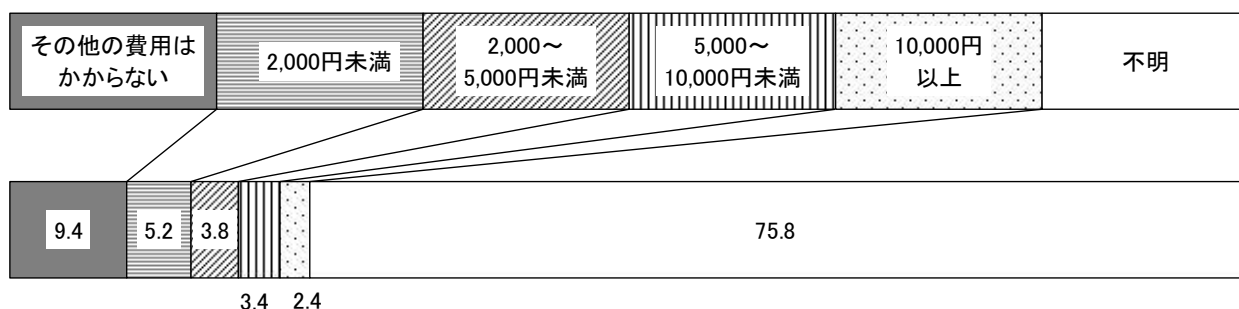 その他の費用は
かからない
2,000円未満
2,000～
5,000円未満
5,000～
10,000円未満
10,000円
以上
不明
9.4
5.2
3.8
75.8
3.4
2.4